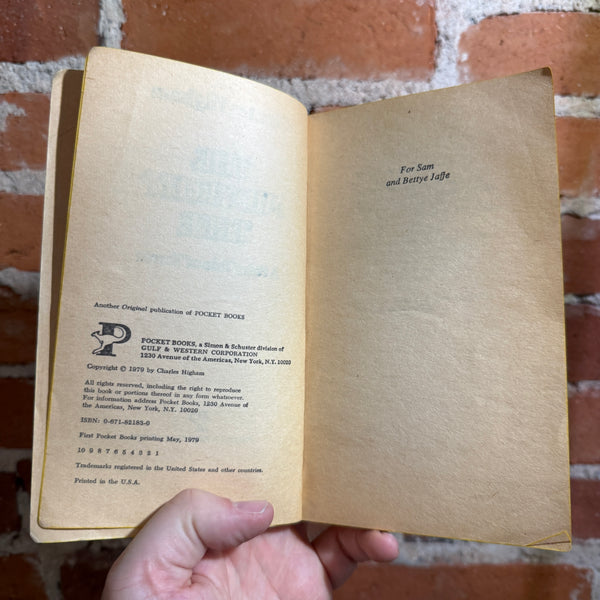 Another Original publication of POCKET BOOKS
P
POCKET BOOKS, a Simon & Schuster division of
GULF & WESTERN CORPORATION
1230 Avenue of the Americas, New York, N.Y. 10020
Copyright © 1979 by Charles Higham
All rights reserved, including the right to reproduce
this book or portions thereof in any form whatsoever.
For information address Pocket Books, 1230 Avenue of
the Americas, New York, N.Y. 10020
ISBN: 0-671-82183-0
First Pocket Books printing May, 1979
10 9 8 7 6 5 4 3 2 1
Trademarks registered in the United States and other countries.
Printed in the U.S.A.
For Sam
and Bettye Jaffe